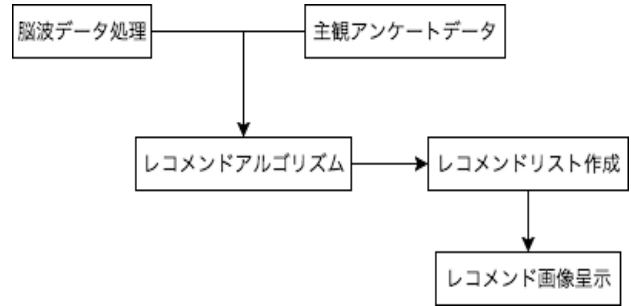 脳波データ処理
主観アンケートデータ
レコメンドアルゴリズム
レコメンドリスト作成
レコメンド画像呈示